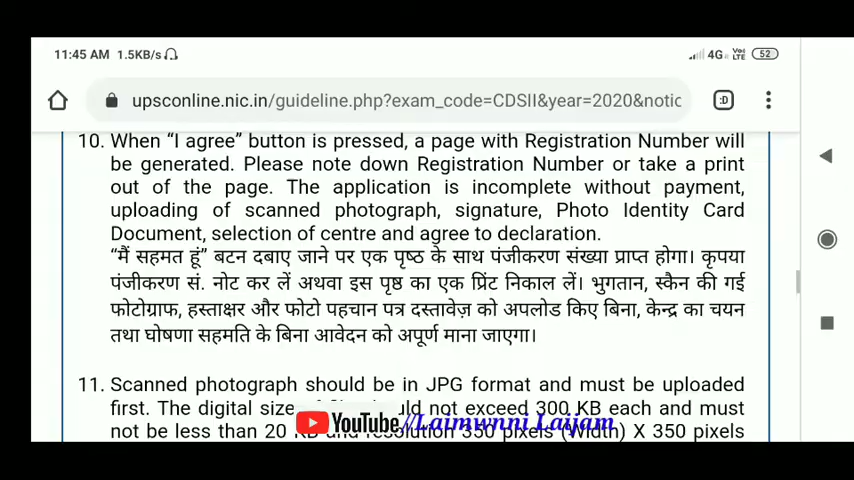 11:45 AM 1.5KB/s
4G VoLTE 52
upsconline.nic.in/guideline.php?exam_code=CDSII&year=2020&notic
:D
10. When “I agree” button is pressed, a page with Registration Number will
be generated. Please note down Registration Number or take a print
out of the page. The application is incomplete without payment,
uploading of scanned photograph, signature, Photo Identity Card
Document, selection of centre and agree to declaration.
“मैं सहमत हूं” बटन दबाए जाने पर एक पृष्ठ के साथ पंजीकरण संख्या प्राप्त होगा। कृपया
पंजीकरण सं. नोट कर लें अथवा इस पृष्ठ का एक प्रिंट निकाल लें। भुगतान, स्कैन की गई
फोटोग्राफ, हस्ताक्षर और फोटो पहचान पत्र दस्तावेज़ को अपलोड किए बिना, केन्द्र का चयन
तथा घोषणा सहमति के बिना आवेदन को अपूर्ण माना जाएगा।
11. Scanned photograph should be in JPG format and must be uploaded
first. The digital size not exceed 300 KB each and must
YouTube//Laimwnni Laijam
not be less than 20 KB and resolution 350 pixels (Width) X 350 pixels